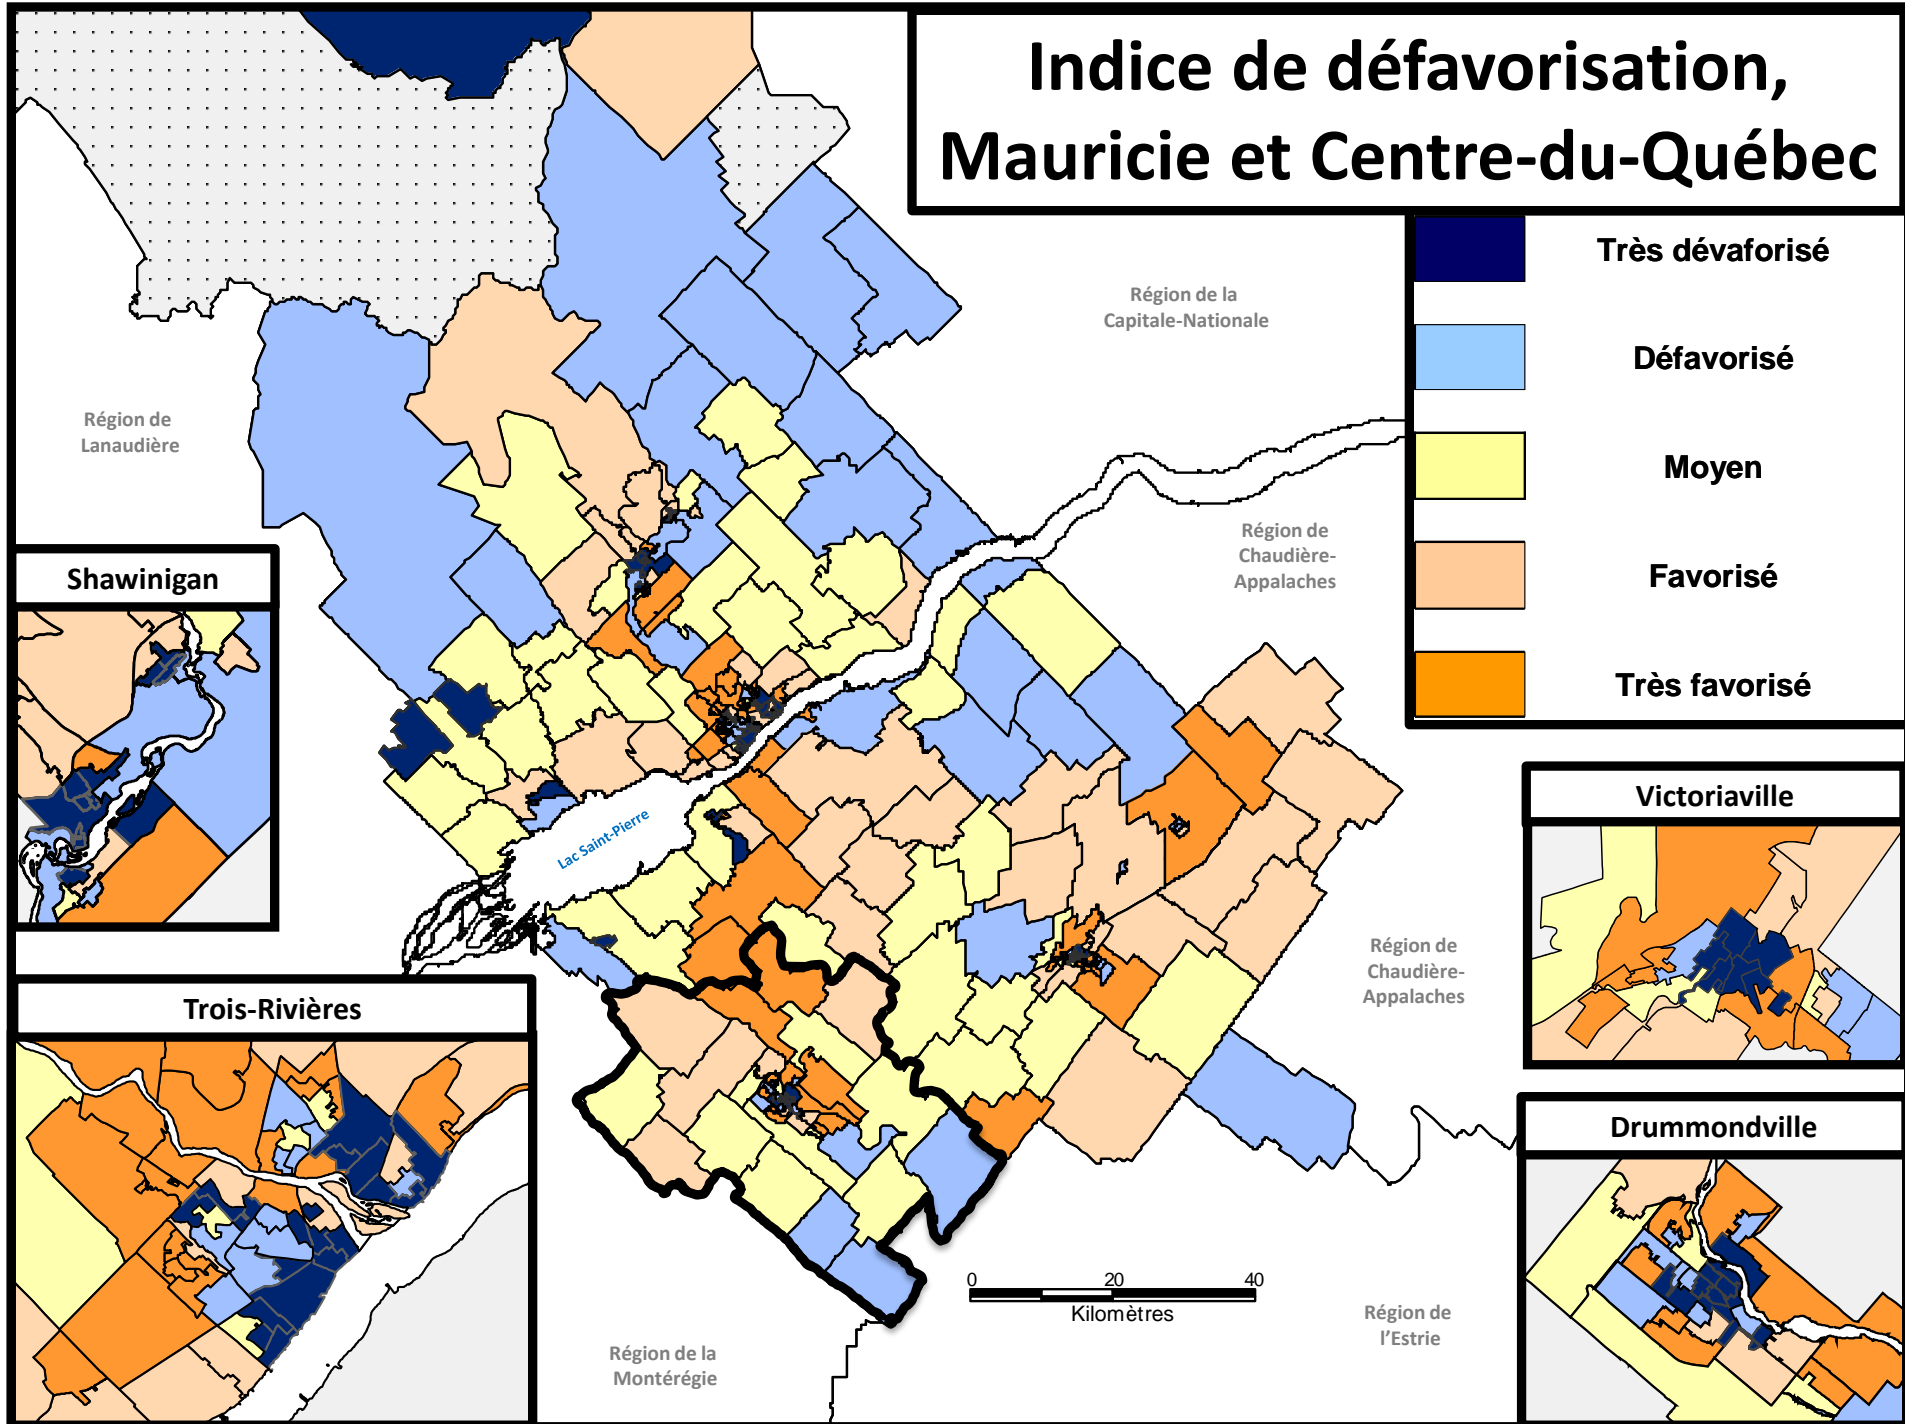 Indice de défavorisation,
Mauricie et Centre-du-Québec
Très dévaforisé
Défavorisé
Moyen
Favorisé
Très favorisé
Région de la
Capitale-Nationale
Région de
Lanaudière
Région de
Chaudière-
Appalaches
Shawinigan
Lac Saint-Pierre
Victoriaville
Région de
Chaudière-
Appalaches
Trois-Rivières
Drummondville
0 20 40
Kilomètres
Région de la
Montérégie
Région de
l'Estrie